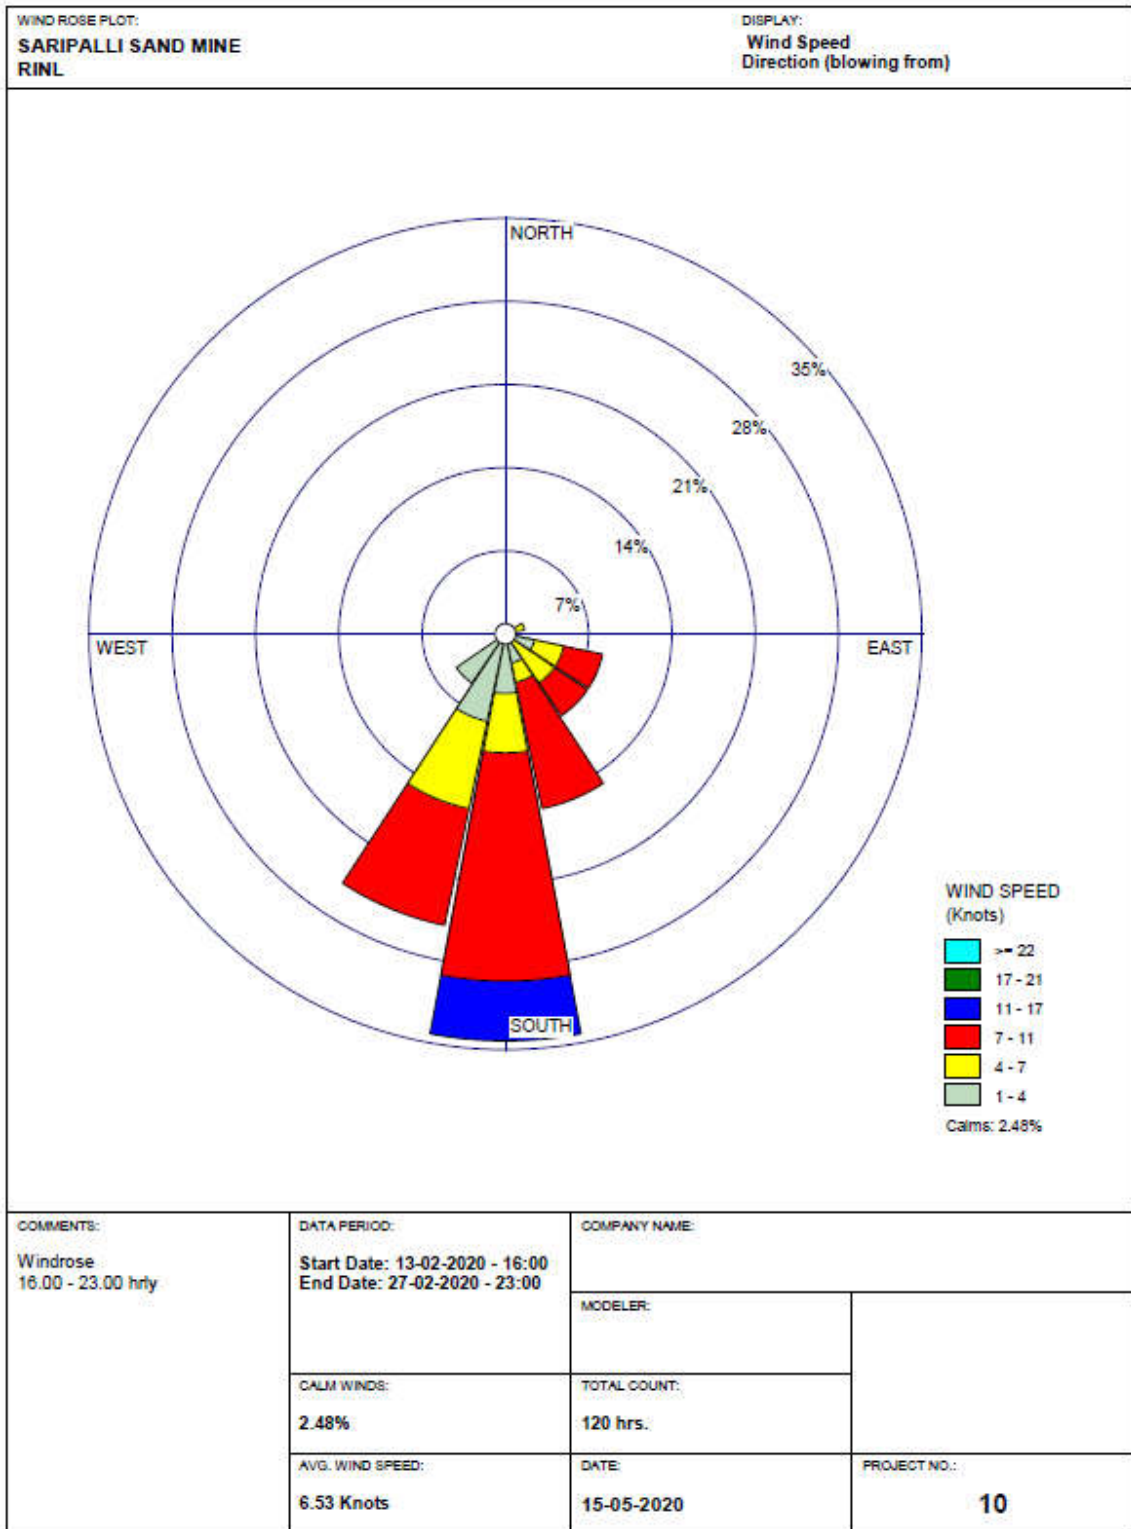 WIND ROSE PLOT:
SARIPALLI SAND MINE
RINL
DISPLAY:
Wind Speed
Direction (blowing from)
NORTH
35%
28%
21%
14%
7%
WEST
EAST
SOUTH
WIND SPEED
(Knots)
>= 22
17 - 21
11 - 17
7 - 11
4 - 7
1 - 4
Calms: 2.48%
COMMENTS:
Windrose
16.00 - 23.00 hrly
DATA PERIOD:
Start Date: 13-02-2020 - 16:00
End Date: 27-02-2020 - 23:00
COMPANY NAME:
MODELER:
CALM WINDS:
2.48%
TOTAL COUNT:
120 hrs.
AVG. WIND SPEED:
6.53 Knots
DATE:
15-05-2020
PROJECT NO.:
10